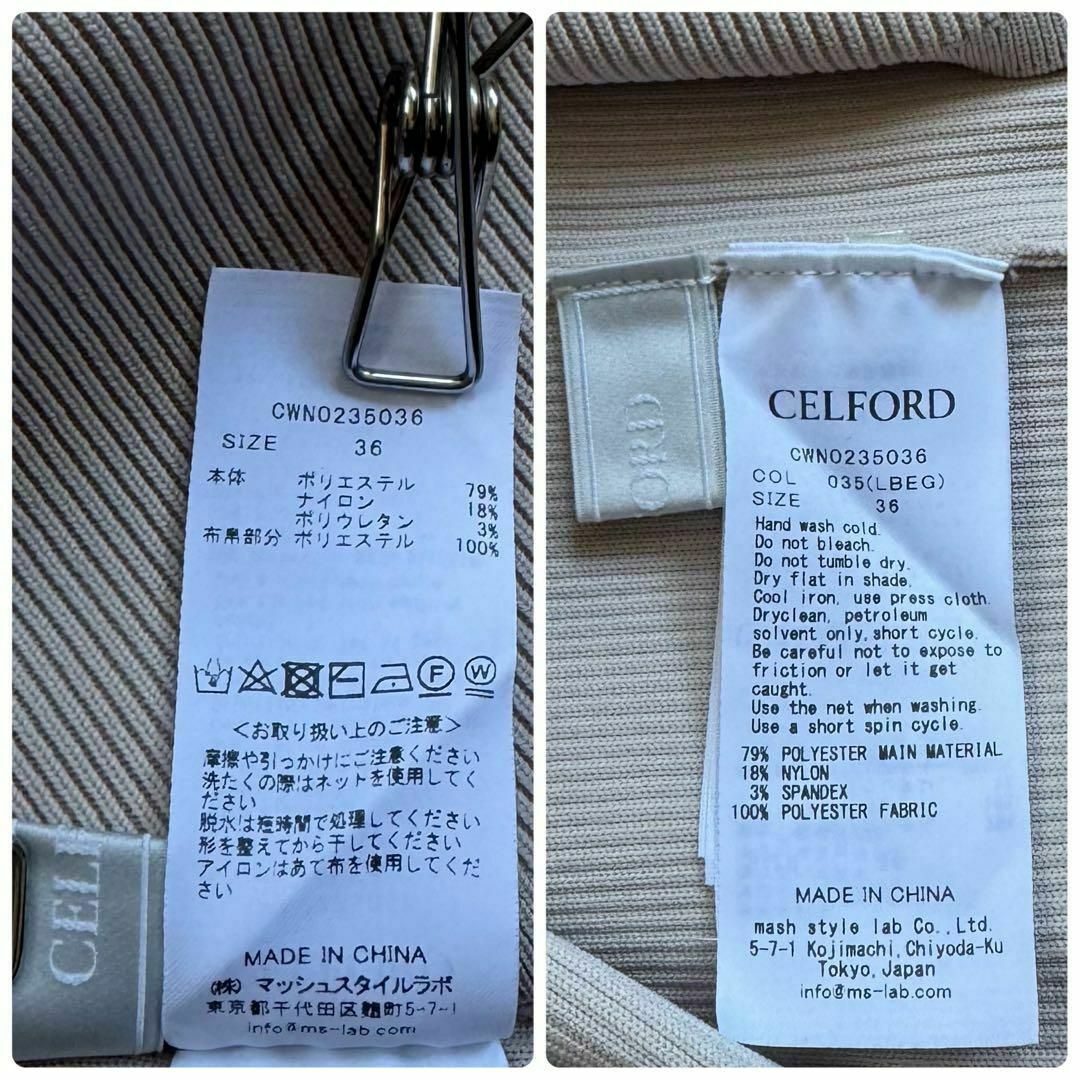 CWNO235036
SIZE 36
本体 ポリエステル 79%
ナイロン 18%
ポリウレタン 3%
布帛部分 ポリエステル 100%
F W
<お取り扱い上のご注意>
摩擦や引っかけにご注意ください
洗たくの際はネットを使用してく
ださい
脱水は短時間で処理してください
形を整えてから干してください
アイロンはあて布を使用してくだ
さい
MADE IN CHINA
(株) マッシュスタイルラボ
東京都千代田区麹町5-7-1
info@ms-lab.com
CELF
ORD
CELFORD
CWNO235036
COL 035(LBEG)
SIZE 36
Hand wash cold.
Do not bleach.
Do not tumble dry.
Dry flat in shade.
Cool iron, use press cloth.
Dryclean, petroleum
solvent only,short cycle.
Be careful not to expose to
friction or let it get
caught.
Use the net when washing.
Use a short spin cycle.
79% POLYESTER MAIN MATERIAL
18% NYLON
3% SPANDEX
100% POLYESTER FABRIC
MADE IN CHINA
mash style lab Co.,Ltd.
5-7-1 Kojimachi,Chiyoda-Ku
Tokyo,Japan
info@ms-lab.com